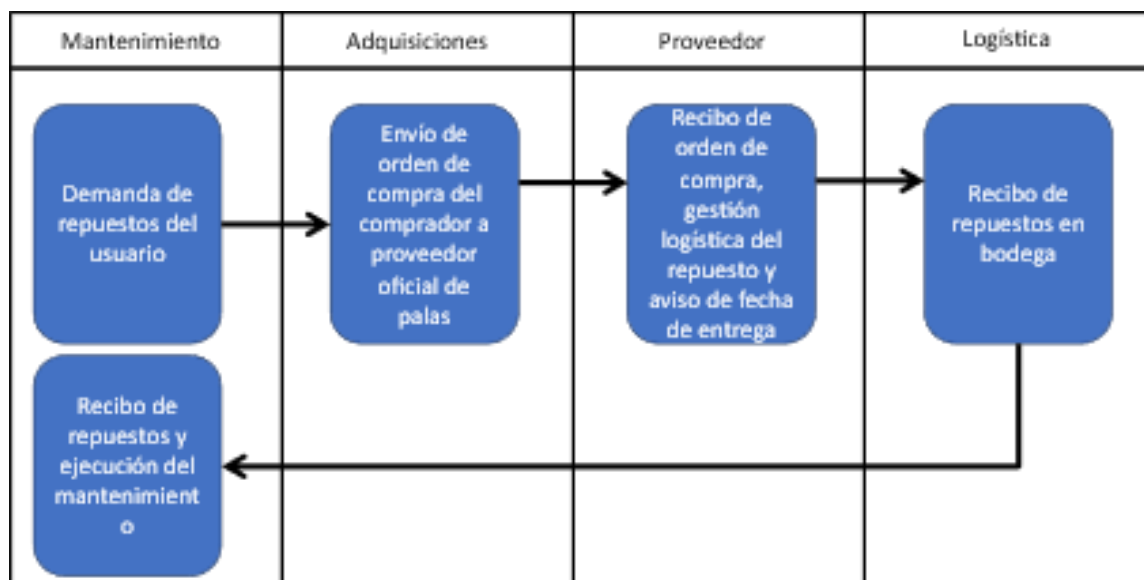 Mantenimiento
Adquisiciones
Proveedor
Logística
Demanda de
repuestos del
usuario
Envío de
orden de
compra del
comprador a
proveedor
oficial de
palas
Recibo de
orden de
compra,
gestión
logística del
repuesto y
aviso de fecha
de entrega
Recibo de
repuestos en
bodega
Recibo de
repuestos y
ejecución del
mantenimient
o